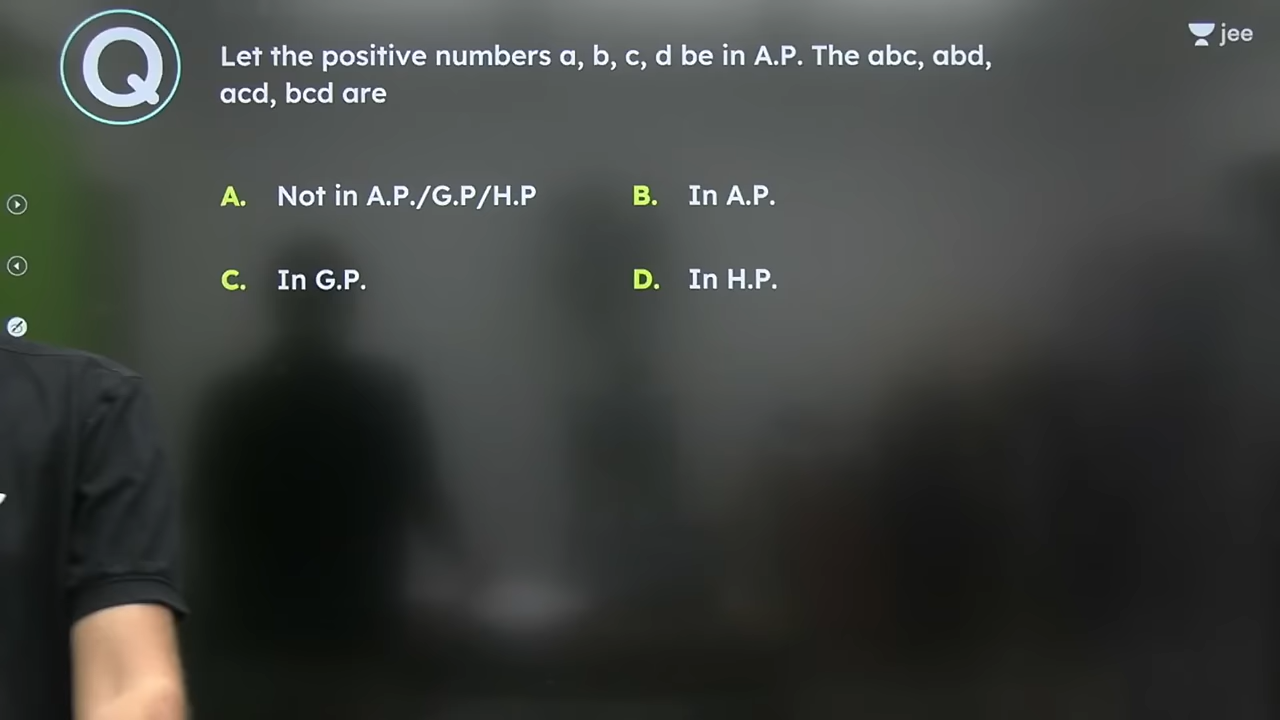 Q
jee
Let the positive numbers a, b, c, d be in A.P. The abc, abd,
acd, bcd are
A. Not in A.P./G.P/H.P
B. In A.P.
C. In G.P.
D. In H.P.